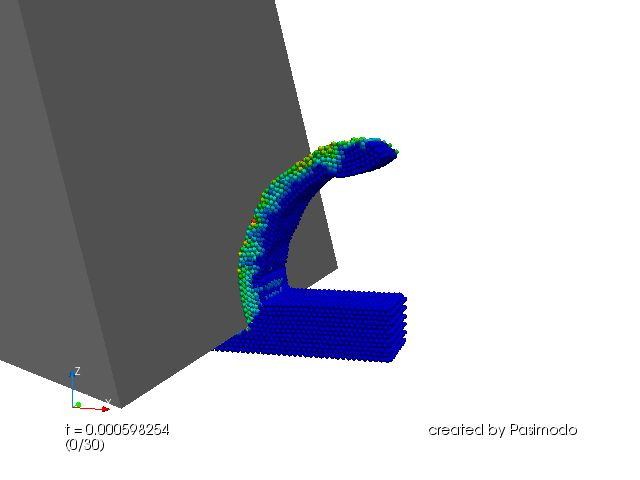 Z
X
t = 0.000598254
(0/30)
created by Pasimodo